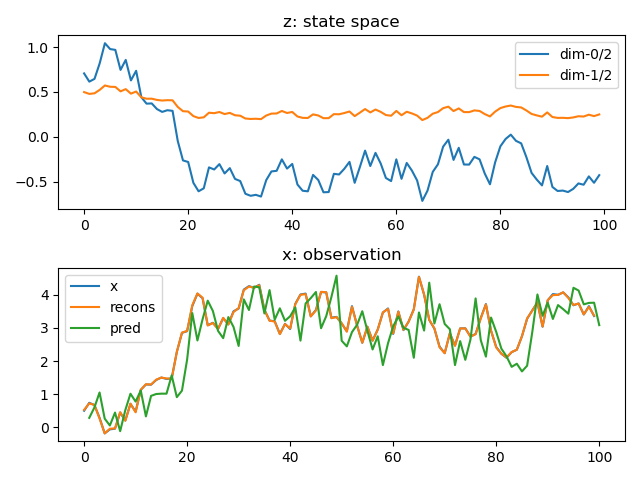 z: state space
1.0
0.5
0.0
−0.5
dim-0/2
dim-1/2
0 20 40 60 80 100
x: observation
4
3
2
1
0
x
recons
pred
0 20 40 60 80 100